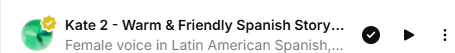 Kate 2 - Warm & Friendly Spanish Story...
Female voice in Latin American Spanish,...